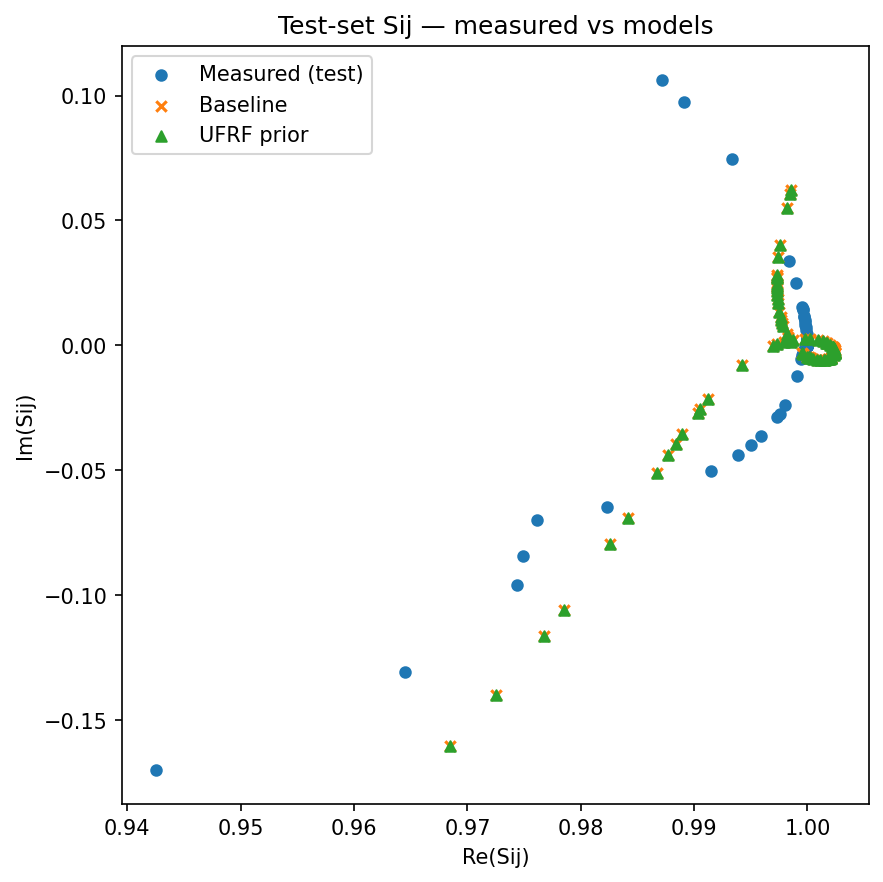 Test-set Sij — measured vs models
Measured (test)
Baseline
UFRF prior
0.10
0.05
0.00
−0.05
−0.10
−0.15
Im(Sij)
0.94
0.95
0.96
0.97
0.98
0.99
1.00
Re(Sij)